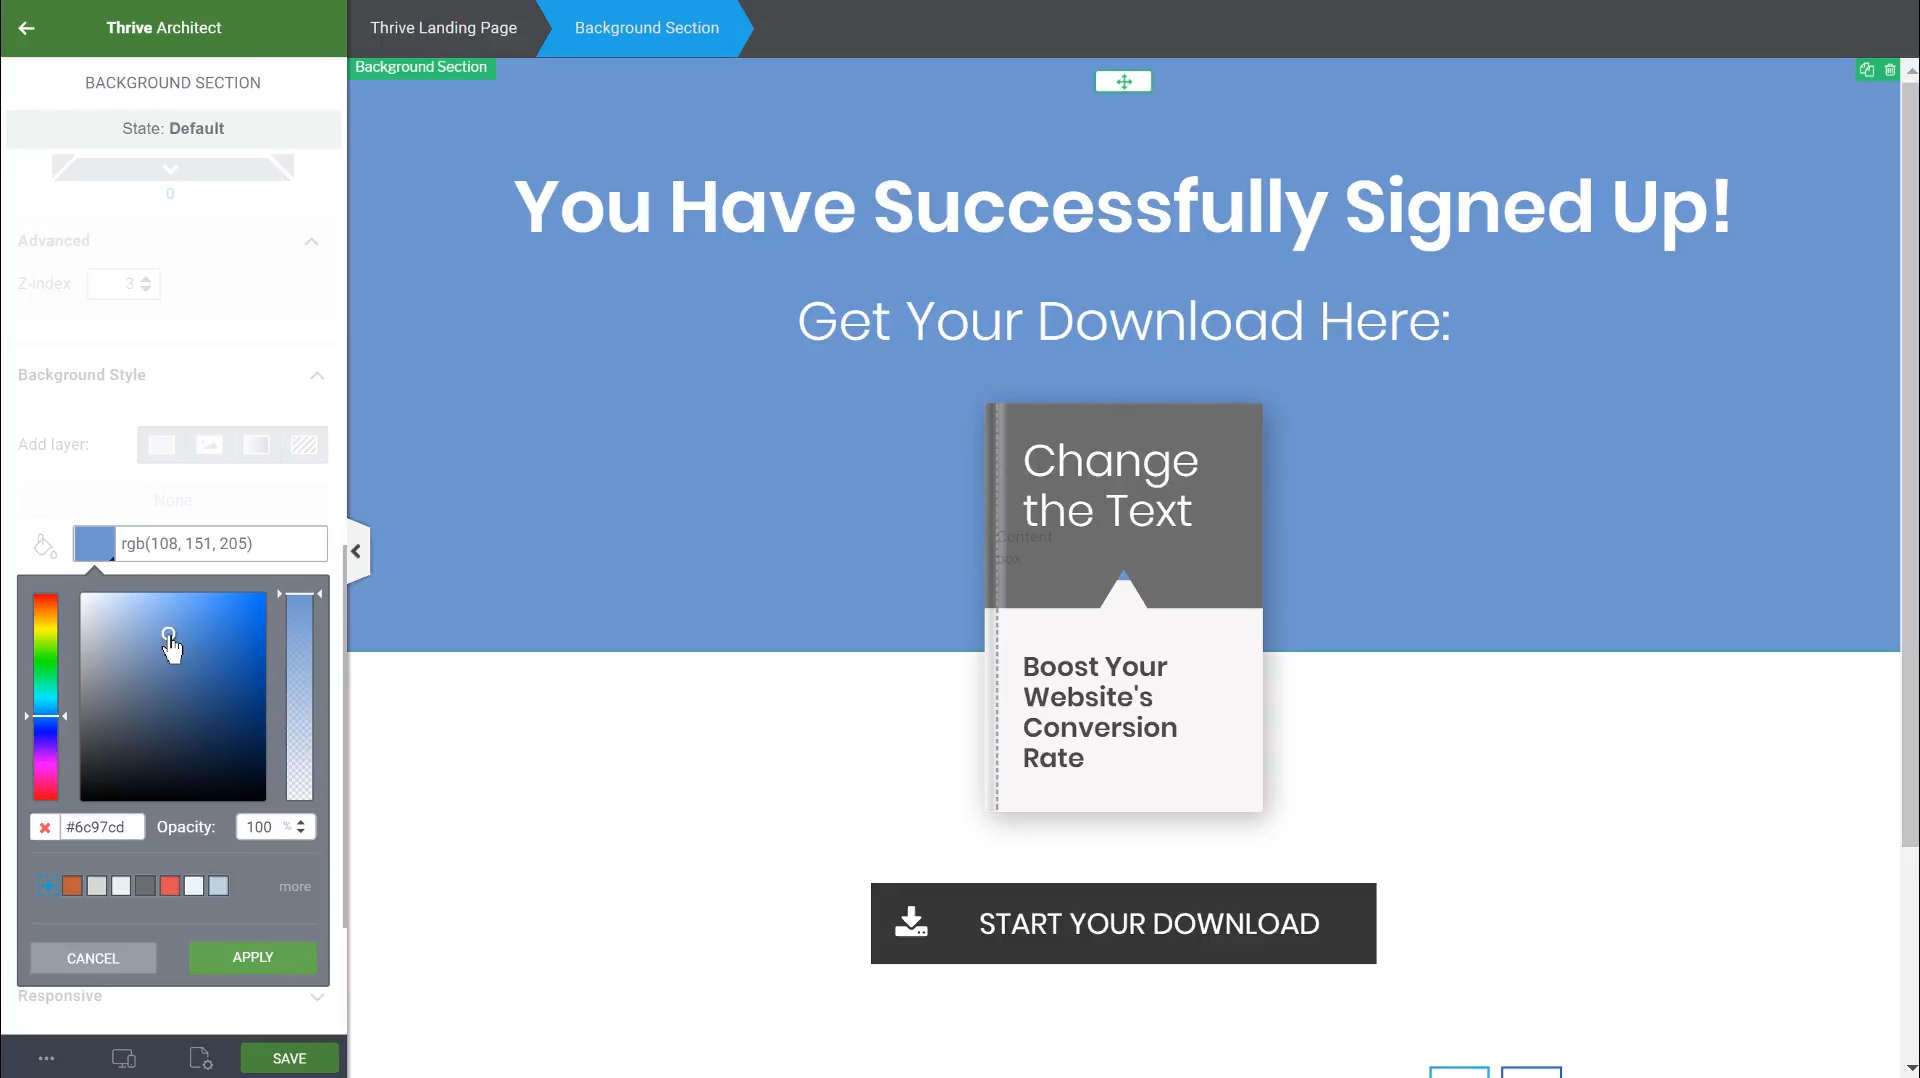 Thrive Architect
Thrive Landing Page
Background Section
BACKGROUND SECTION
Background Section
State: Default
0
Advanced
Z-index
3
Background Style
Add layer:
None
rgb(108, 151, 205)
#6c97cd
Opacity:
100 %
more
CANCEL
APPLY
Responsive
SAVE
You Have Successfully Signed Up!
Get Your Download Here:
Change
the Text
Content
box
Boost Your
Website's
Conversion
Rate
START YOUR DOWNLOAD